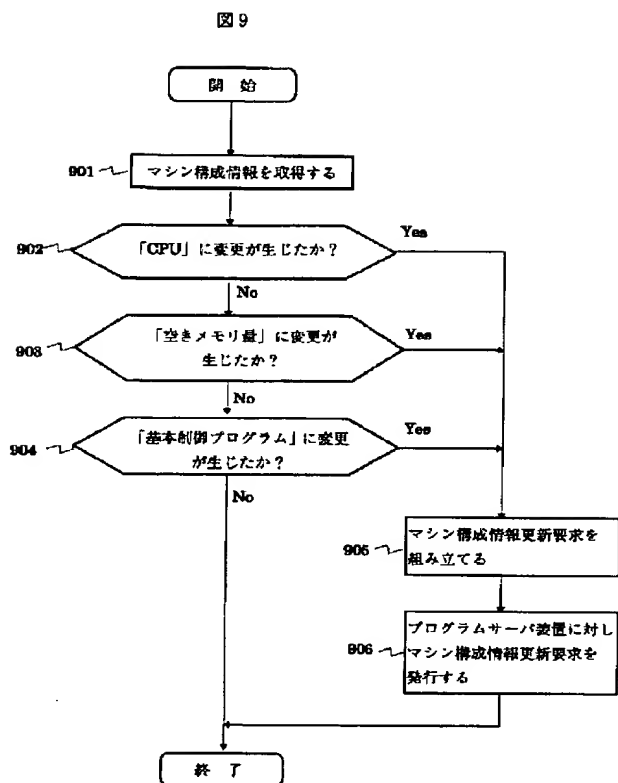 図9
開 始
901
マシン構成情報を取得する
902
「CPU」に変更が生じたか？
Yes
No
903
「空きメモリ量」に変更が
生じたか？
Yes
No
904
「基本制御プログラム」に変更
が生じたか？
Yes
No
905
マシン構成情報更新要求を
組み立てる
906
プログラムサーバ装置に対し
マシン構成情報更新要求を
発行する
終 了